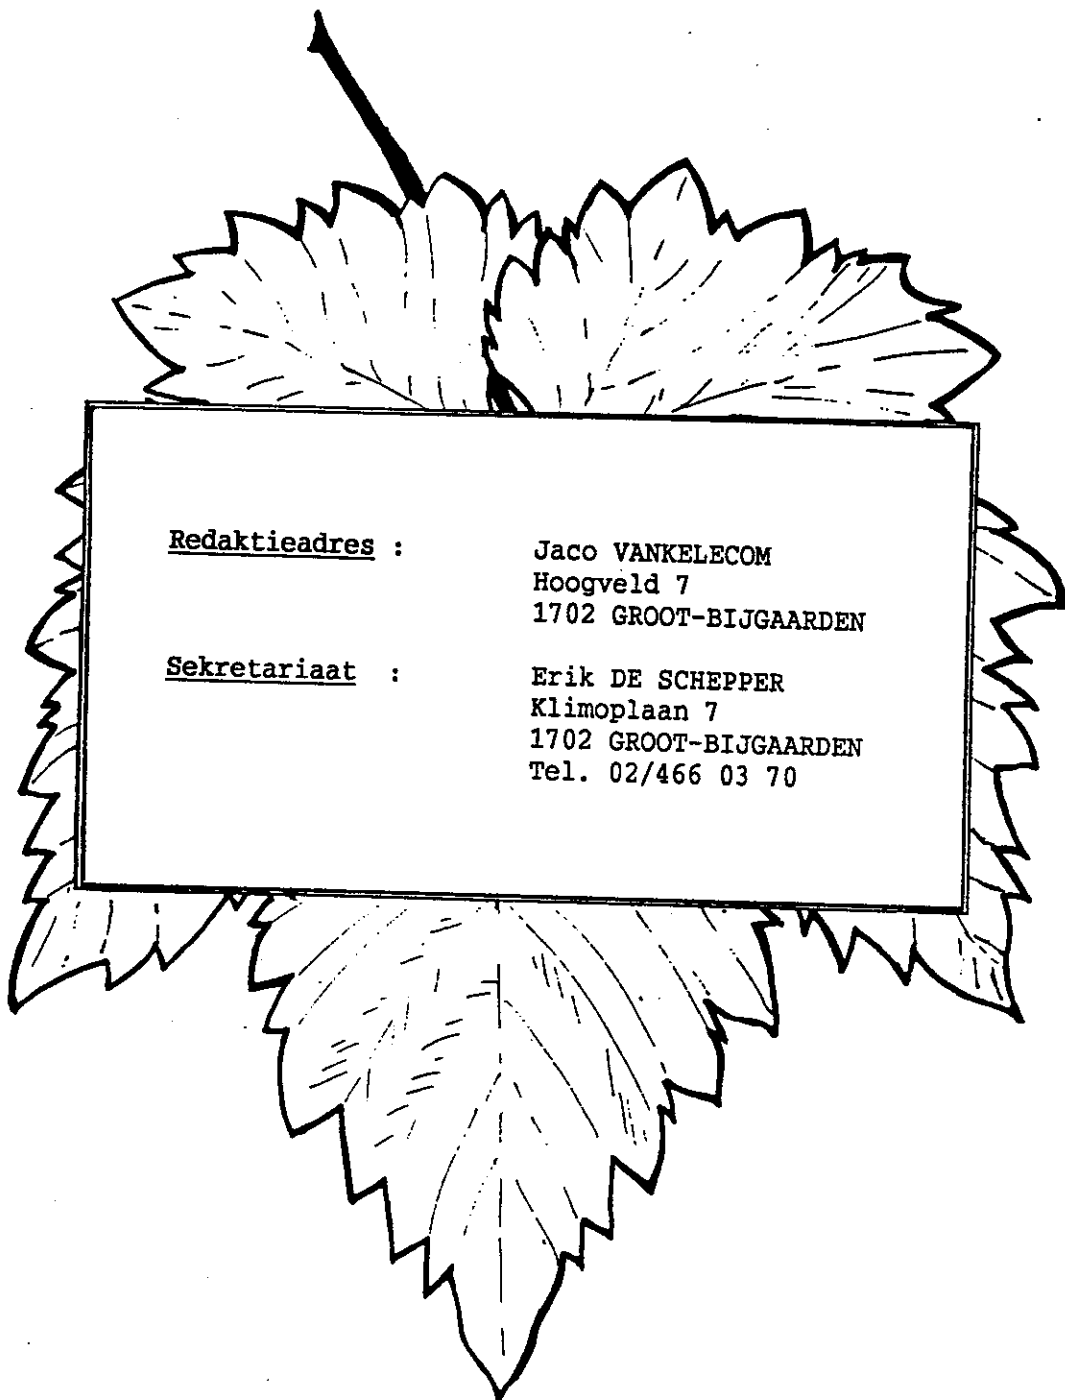 Redaktieadres : Jaco VANKELECOM
Hoogveld 7
1702 GROOT-BIJGAARDEN
Sekretariaat : Erik DE SCHEPPER
Klimoplaan 7
1702 GROOT-BIJGAARDEN
Tel. 02/466 03 70